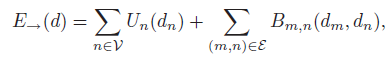 E→(d) = ∑_{n∈𝒱} U_n(d_n) + ∑_{(m,n)∈ℰ} B_{m,n}(d_m, d_n),